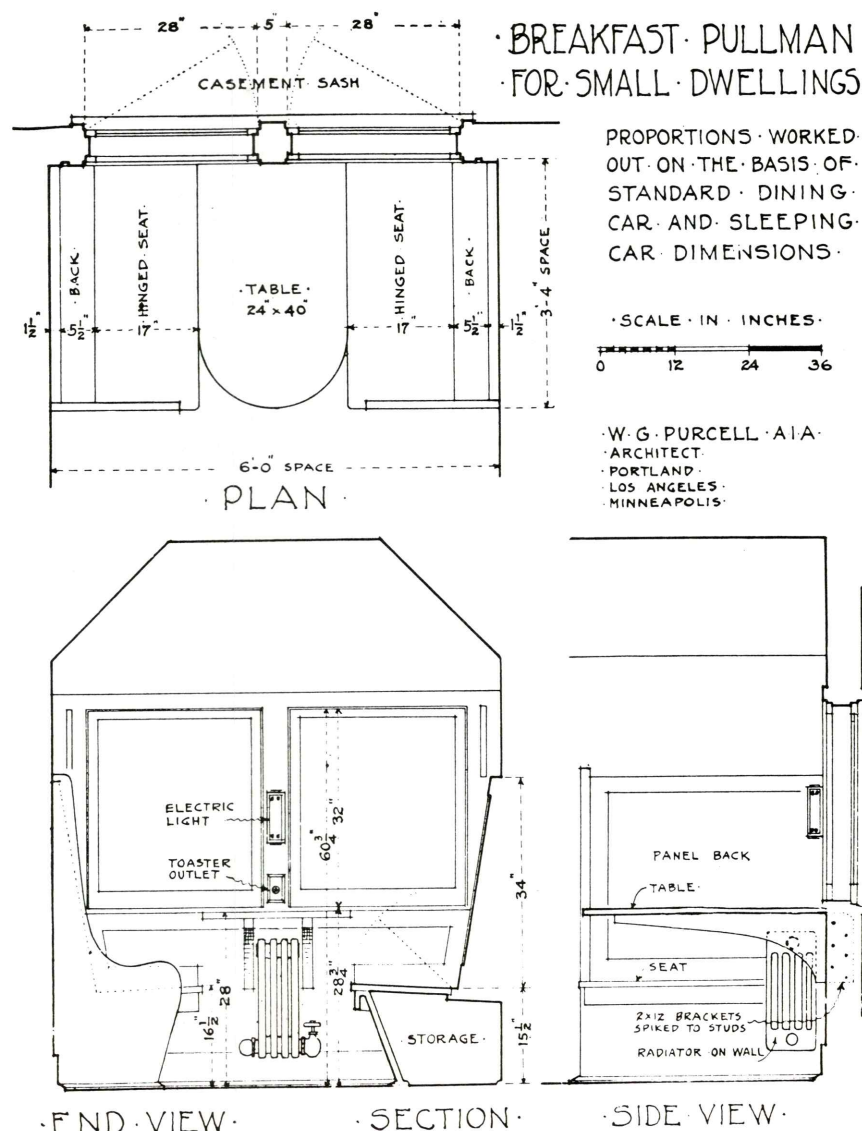 ·BREAKFAST· PULLMAN
·FOR·SMALL·DWELLINGS
PROPORTIONS·WORKED·
OUT·ON·THE·BASIS·OF·
STANDARD·DINING·
CAR·AND·SLEEPING·
CAR·DIMENSIONS·
·SCALE·IN·INCHES·
0 12 24 36
·W·G·PURCELL·A·I·A·
·ARCHITECT·
·PORTLAND·
·LOS ANGELES·
·MINNEAPOLIS·
28" 5" 28"
CASEMENT SASH
BACK
HINGED SEAT
·TABLE·
24" x 40"
HINGED SEAT
BACK
3'-4" SPACE
1½" 5½" 17" 17" 5½" 1½"
6'-0" SPACE
·PLAN·
ELECTRIC
LIGHT
TOASTER
OUTLET
60¾"
32"
34"
16½"
28"
28¾"
15½"
·STORAGE·
·END·VIEW·
·SECTION·
PANEL BACK
TABLE·
SEAT
2x12 BRACKETS
SPIKED TO STUDS
RADIATOR ON WALL
·SIDE·VIEW·